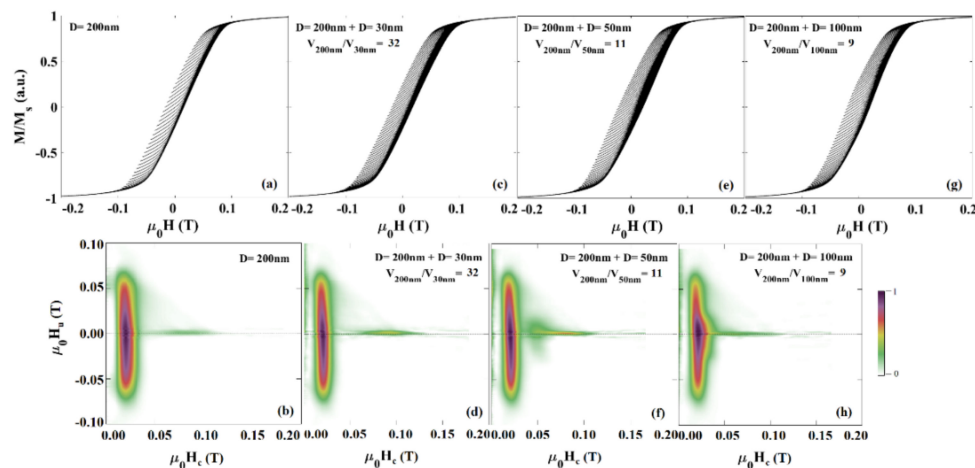 D= 200nm
D= 200nm + D= 30nm
V200nm/V30nm= 32
D= 200nm + D= 50nm
V200nm/V50nm= 11
D= 200nm + D= 100nm
V200nm/V100nm= 9
M/Ms (a.u.)
1
0.5
0
-0.5
-1
(a)
(c)
(e)
(g)
-0.2 -0.1 0 0.1 0.2
-0.2 -0.1 0 0.1 0.2
-0.2 -0.1 0 0.1 0.2
-0.2 -0.1 0 0.1 0.2
μ0H (T)
μ0H (T)
μ0H (T)
μ0H (T)
D= 200nm
D= 200nm + D= 30nm
V200nm/V30nm= 32
D= 200nm + D= 50nm
V200nm/V50nm= 11
D= 200nm + D= 100nm
V200nm/V100nm= 9
μ0Hu (T)
0.10
0.05
0.00
-0.05
-0.10
1
0
(b)
(d)
(f)
(h)
0.00 0.05 0.10 0.15 0.20
0.00 0.05 0.10 0.15 0.20
0.00 0.05 0.10 0.15 0.20
0.00 0.05 0.10 0.15 0.20
μ0Hc (T)
μ0Hc (T)
μ0Hc (T)
μ0Hc (T)